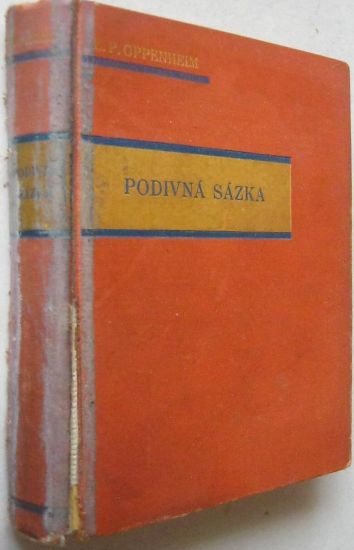 . P. OPPENHEIM
PODIVNÁ SÁZKA